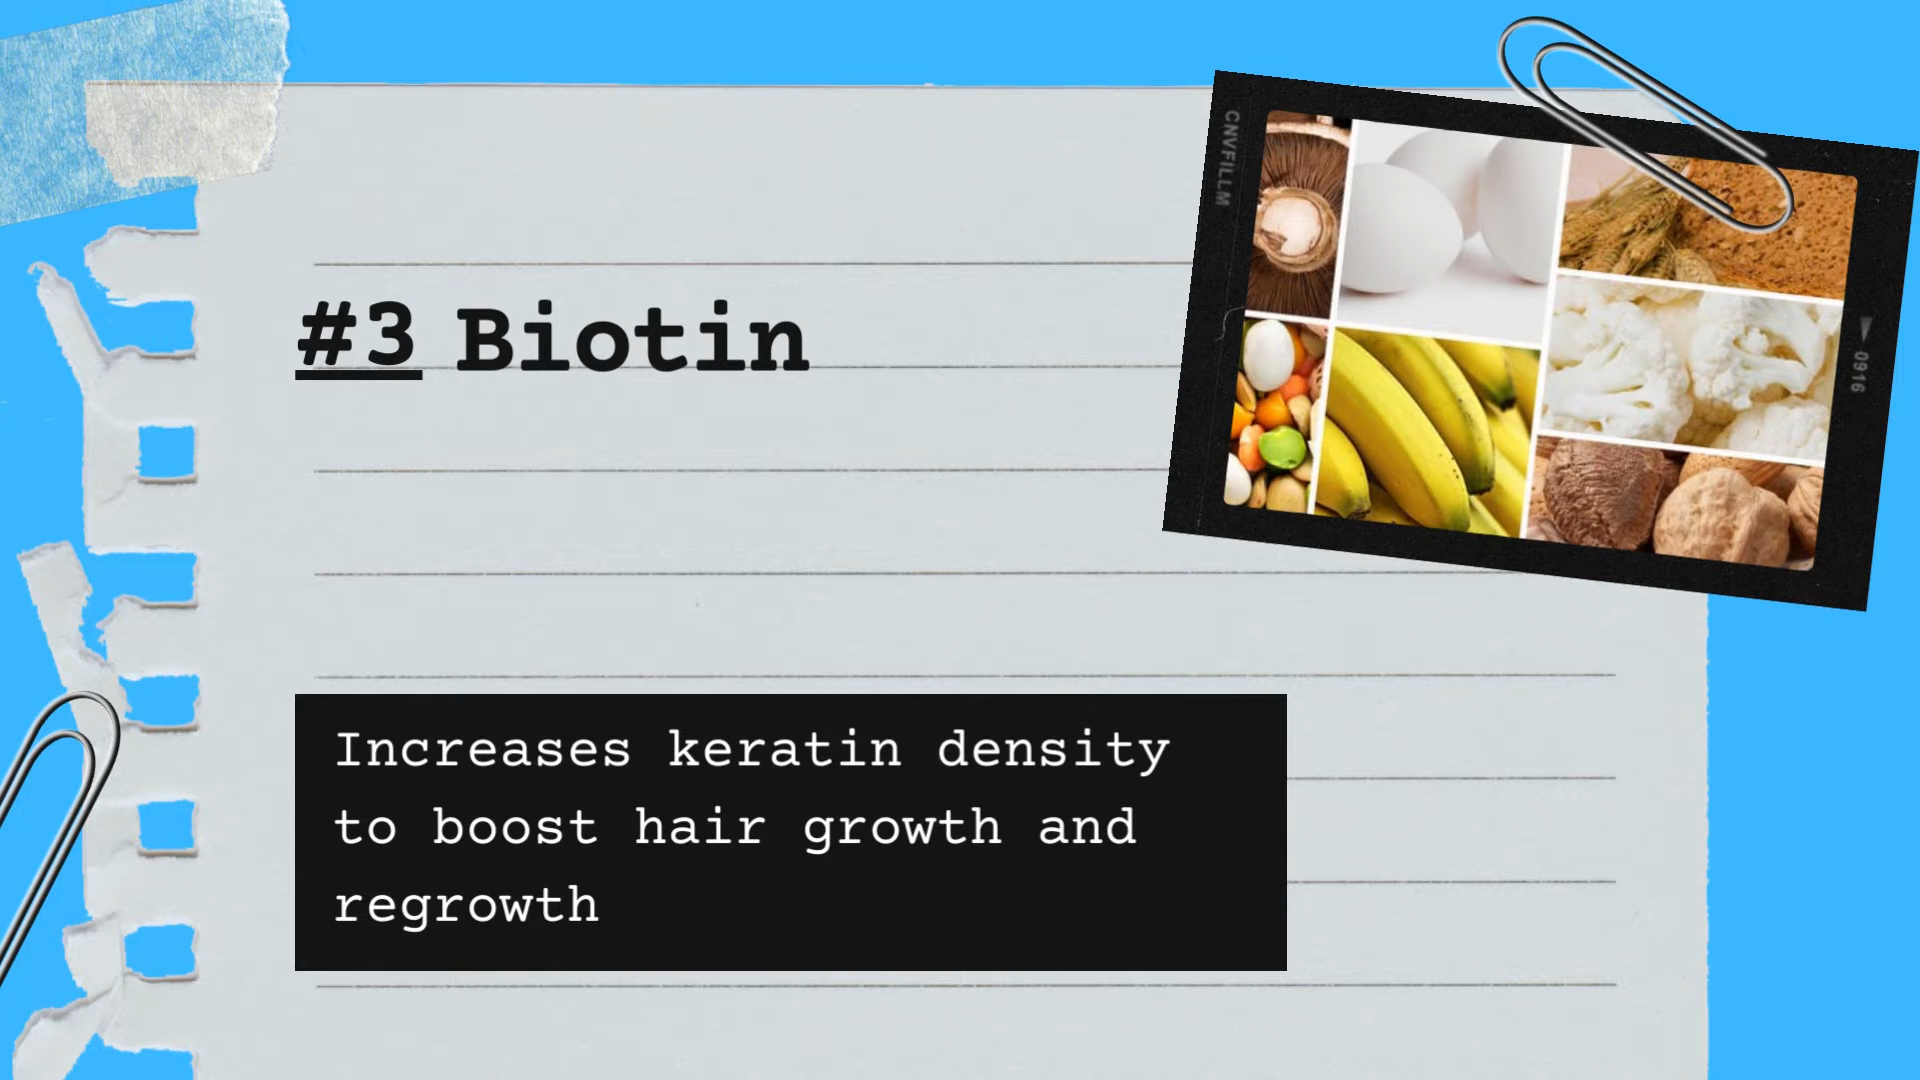 CNVFILLM
#3 Biotin
0916
Increases keratin density
to boost hair growth and
regrowth